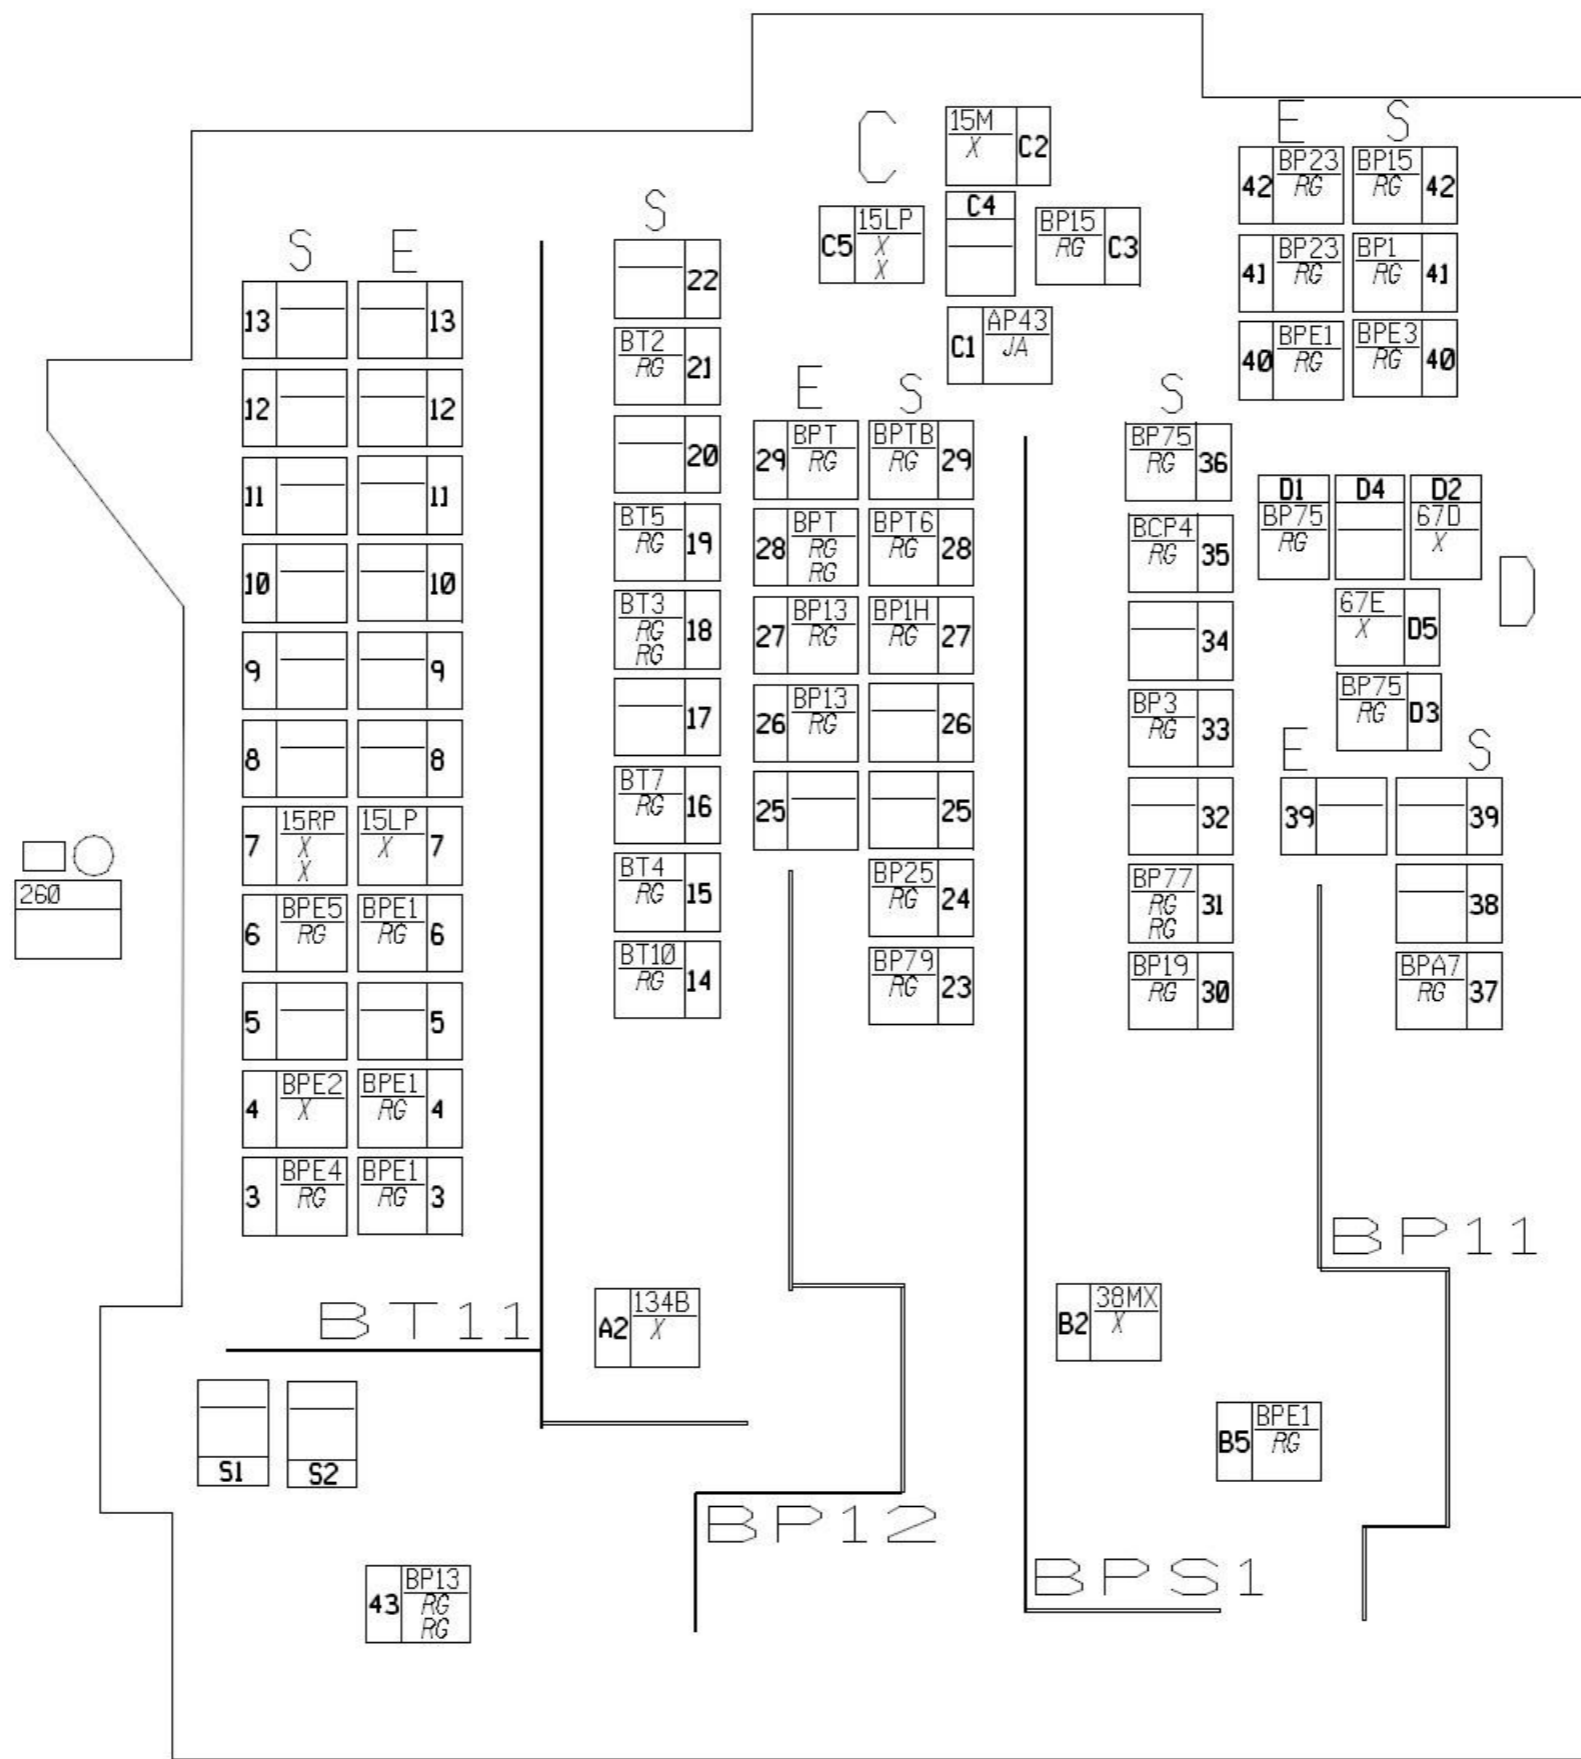 C
15M
X
C2
E S
42
BP23
RG
BP15
RG
42
C4
C5
15LP
X
X
BP15
RG
C3
41
BP23
RG
BP1
RG
41
C1
AP43
JA
40
BPE1
RG
BPE3
RG
40
S E
13
13
12
12
11
11
10
10
9
9
8
8
7
15RP
X
X
15LP
X
7
6
BPE5
RG
BPE1
RG
6
5
5
4
BPE2
X
BPE1
RG
4
3
BPE4
RG
BPE1
RG
3
S
22
BT2
RG
21
20
BT5
RG
19
BT3
RG
RG
18
17
BT7
RG
16
BT4
RG
15
BT10
RG
14
E S
29
BPT
RG
BPTB
RG
29
28
BPT
RG
RG
BPT6
RG
28
27
BP13
RG
BP1H
RG
27
26
BP13
RG
26
25
25
BP25
RG
24
BP79
RG
23
S
BP75
RG
36
BCP4
RG
35
34
BP3
RG
33
32
BP77
RG
RG
31
BP19
RG
30
D1
BP75
RG
D4
D2
67D
X
D
67E
X
D5
BP75
RG
D3
E S
39
39
38
BPA7
RG
37
260
BT11
A2
134B
X
B2
38MX
X
BP11
S1
S2
B5
BPE1
RG
BP12
BPS1
43
BP13
RG
RG